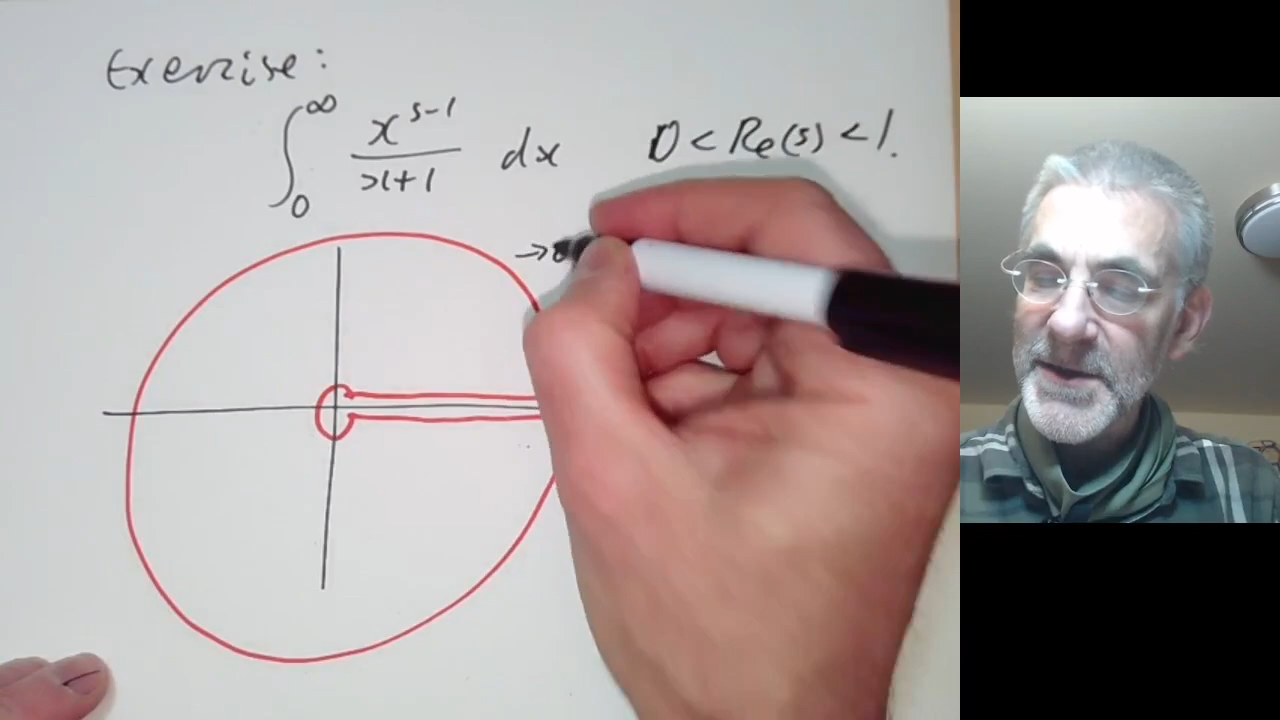 Exercise:
∫₀^∞ x^{s-1}/(x+1) dx    0 < Re(s) < 1.
→